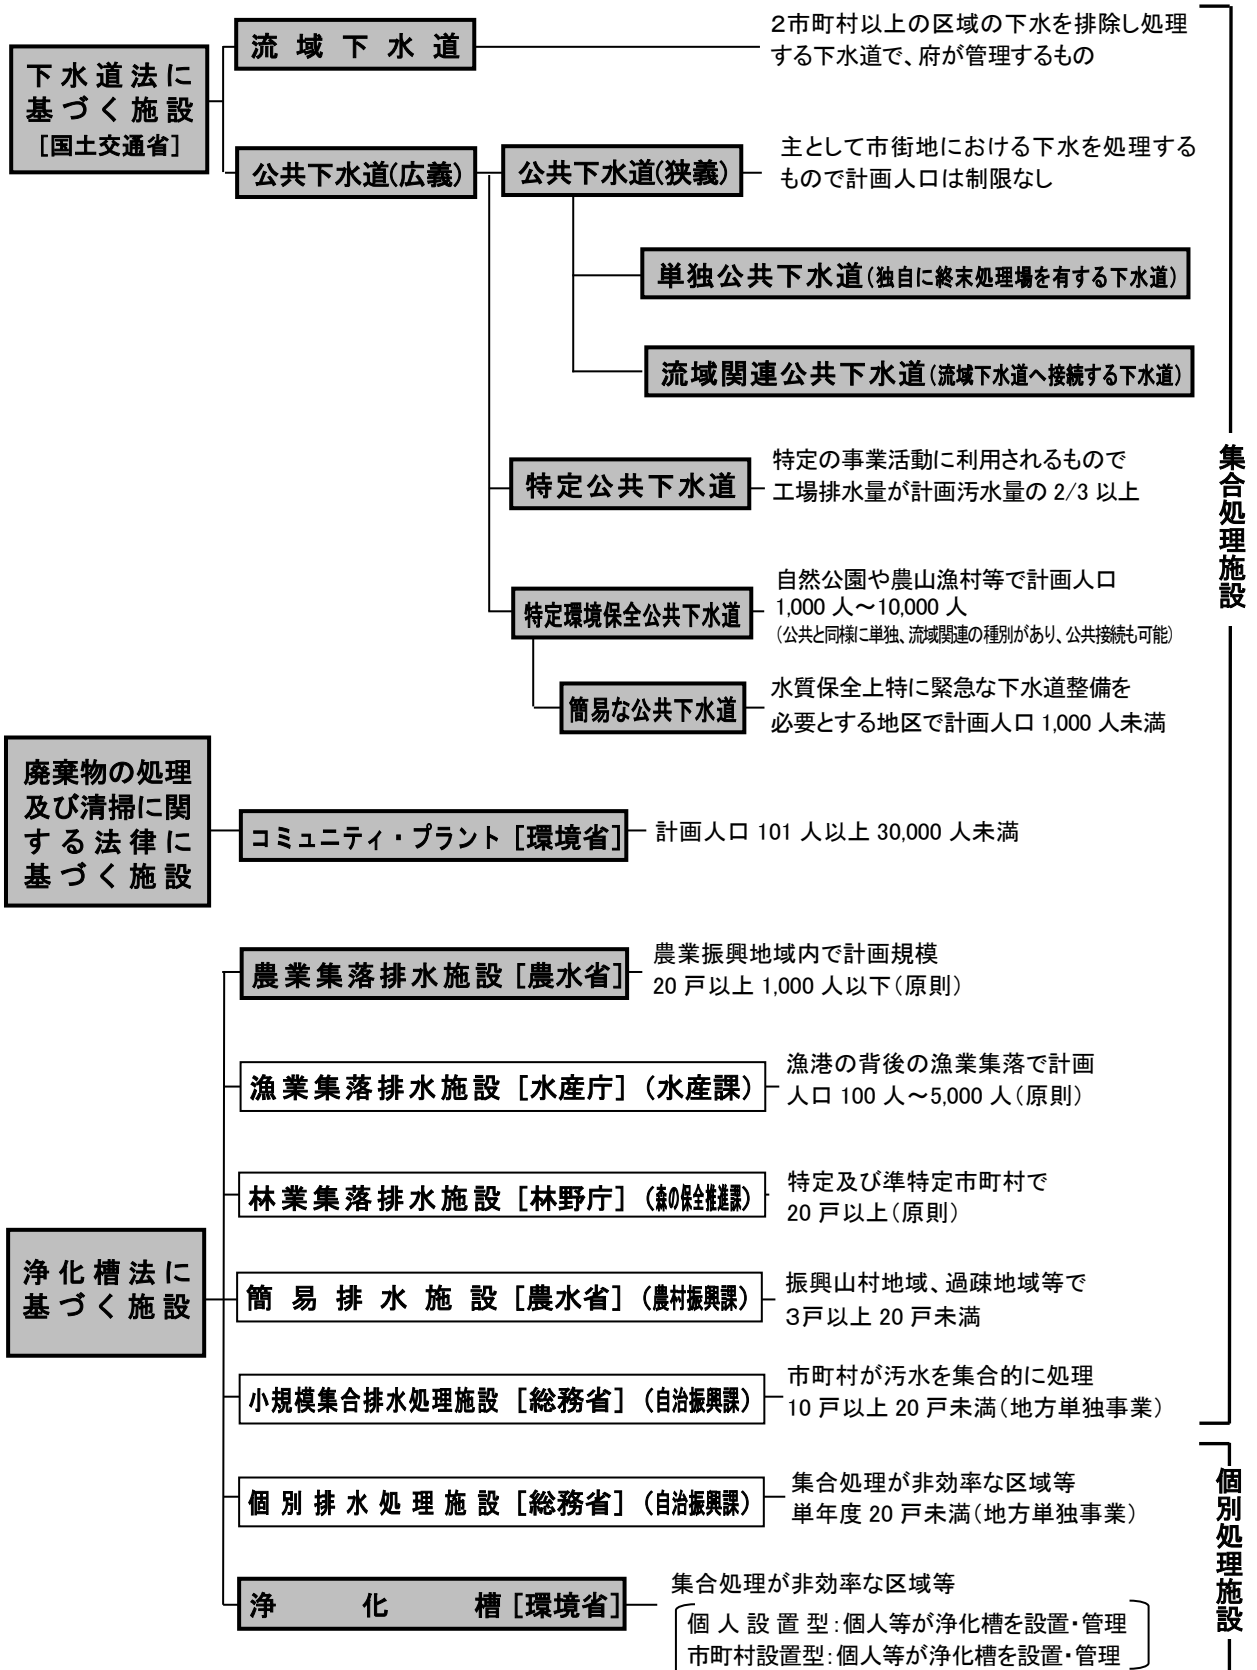 下水道法に
基づく施設
［国土交通省］
流域下水道
2市町村以上の区域の下水を排除し処理
する下水道で、府が管理するもの
公共下水道(広義)
公共下水道(狭義)
主として市街地における下水を処理する
もので計画人口は制限なし
単独公共下水道(独自に終末処理場を有する下水道)
流域関連公共下水道(流域下水道へ接続する下水道)
特定公共下水道
特定の事業活動に利用されるもので
工場排水量が計画汚水量の 2/3 以上
特定環境保全公共下水道
自然公園や農山漁村等で計画人口
1,000 人～10,000 人
(公共と同様に単独、流域関連の種別があり、公共接続も可能)
簡易な公共下水道
水質保全上特に緊急な下水道整備を
必要とする地区で計画人口 1,000 人未満
集合処理施設
廃棄物の処理
及び清掃に関
する法律に
基づく施設
コミュニティ・プラント［環境省］
計画人口 101 人以上 30,000 人未満
浄化槽法に
基づく施設
農業集落排水施設［農水省］
農業振興地域内で計画規模
20 戸以上 1,000 人以下(原則)
漁業集落排水施設［水産庁］(水産課)
漁港の背後の漁業集落で計画
人口 100 人～5,000 人(原則)
林業集落排水施設［林野庁］(森の保全推進課)
特定及び準特定市町村で
20 戸以上(原則)
簡易排水施設［農水省］(農村振興課)
振興山村地域、過疎地域等で
3戸以上 20 戸未満
小規模集合排水処理施設［総務省］(自治振興課)
市町村が汚水を集合的に処理
10 戸以上 20 戸未満(地方単独事業)
個別排水処理施設［総務省］(自治振興課)
集合処理が非効率な区域等
単年度 20 戸未満(地方単独事業)
浄化槽［環境省］
集合処理が非効率な区域等
個人設置型：個人等が浄化槽を設置・管理
市町村設置型：個人等が浄化槽を設置・管理
個別処理施設